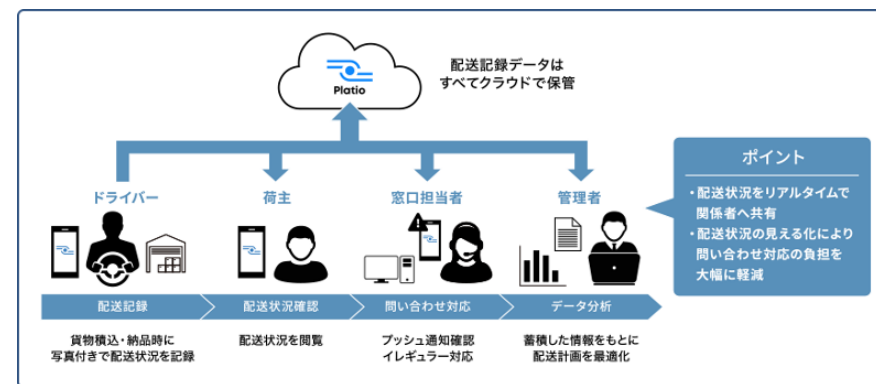 配送記録データは
すべてクラウドで保管
Platio
ドライバー
荷主
窓口担当者
管理者
ポイント
・配送状況をリアルタイムで
関係者へ共有
・配送状況の見える化により
問い合わせ対応の負担を
大幅に軽減
配送記録
配送状況確認
問い合わせ対応
データ分析
貨物積込・納品時に
写真付きで配送状況を記録
配送状況を閲覧
プッシュ通知確認
イレギュラー対応
蓄積した情報をもとに
配送計画を最適化